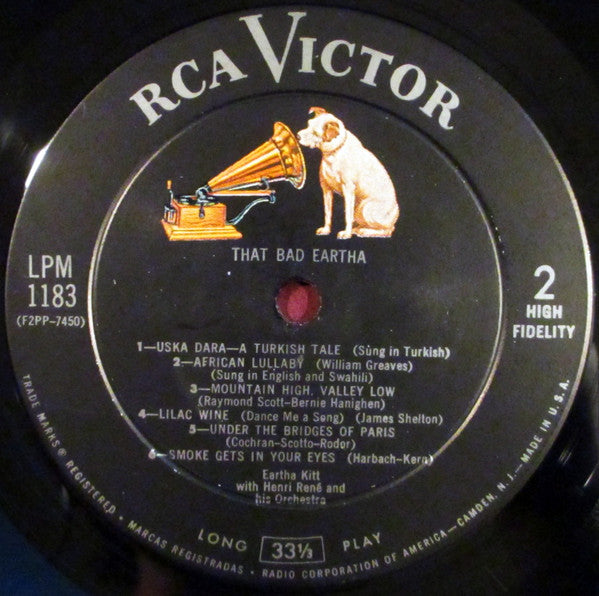 RCA VICTOR
THAT BAD EARTHA
LPM
1183
(F2PP-7450)
2
HIGH
FIDELITY
1—USKA DARA—A TURKISH TALE (Sung in Turkish)
2—AFRICAN LULLABY (William Greaves)
(Sung in English and Swahili)
3—MOUNTAIN HIGH, VALLEY LOW
(Raymond Scott-Bernie Hanighen)
4—LILAC WINE (Dance Me a Song) (James Shelton)
5—UNDER THE BRIDGES OF PARIS
(Cochran-Scotto-Rodor)
6—SMOKE GETS IN YOUR EYES (Harbach-Kern)
Eartha Kitt
with Henri René and
his Orchestra
LONG 33⅓ PLAY
TRADE MARKS® REGISTERED. • MARCAS REGISTRADAS • RADIO CORPORATION OF AMERICA—CAMDEN, N. J.—MADE IN U.S.A.